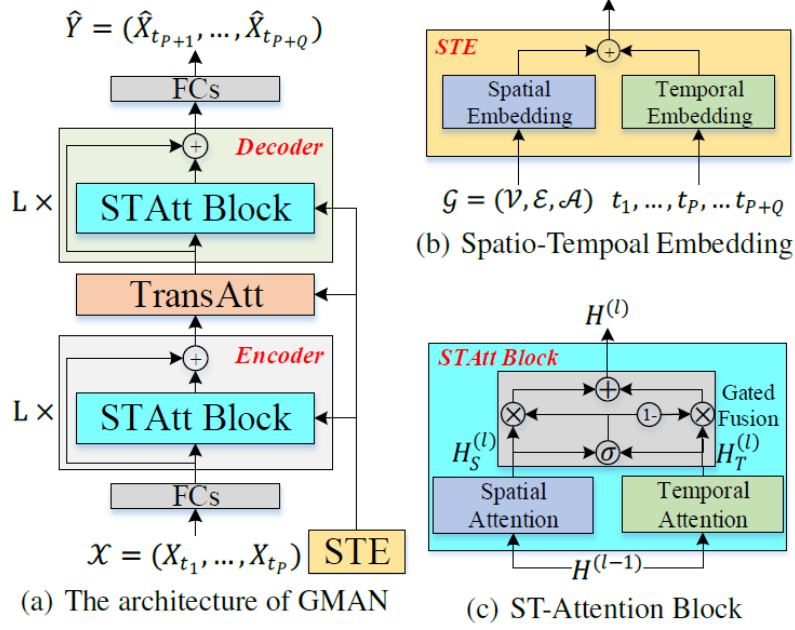 Ŷ = (X̂_{t_{P+1}}, …, X̂_{t_{P+Q}})
FCs
+
Decoder
L ×
STAtt Block
TransAtt
+
Encoder
L ×
STAtt Block
FCs
𝒳 = (X_{t_1}, …, X_{t_P})
STE
(a) The architecture of GMAN
STE
+
Spatial
Embedding
Temporal
Embedding
𝒢 = (𝒱, ℰ, 𝒜) t_1, …, t_P, … t_{P+Q}
(b) Spatio-Tempoal Embedding
H^{(l)}
STAtt Block
+
Gated
Fusion
×
1-
×
H_S^{(l)}
σ
H_T^{(l)}
Spatial
Attention
Temporal
Attention
H^{(l−1)}
(c) ST-Attention Block